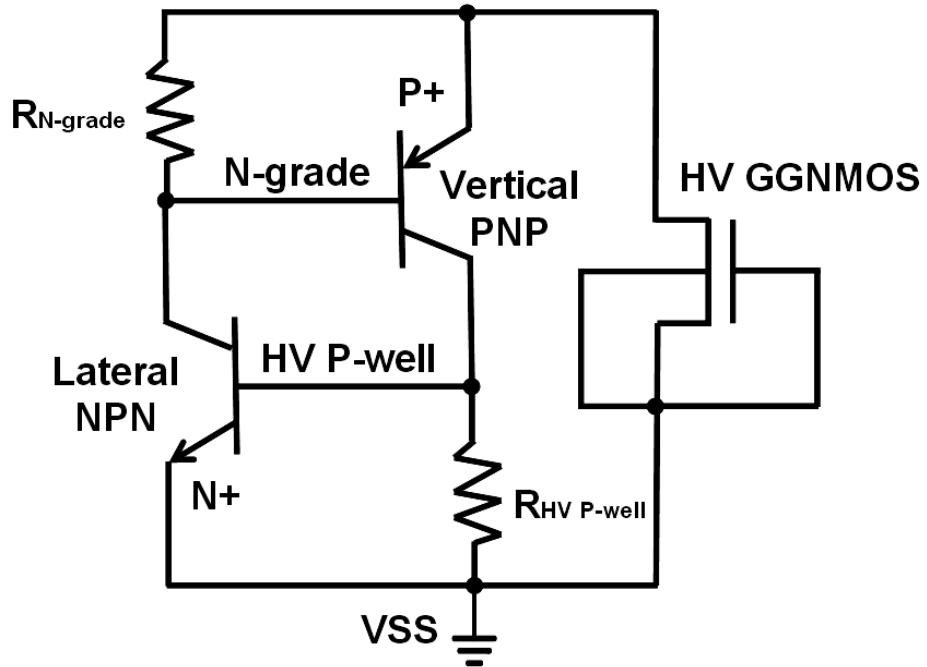 P+
RN-grade
N-grade
Vertical
PNP
HV GGNMOS
Lateral
NPN
HV P-well
N+
RHV P-well
VSS